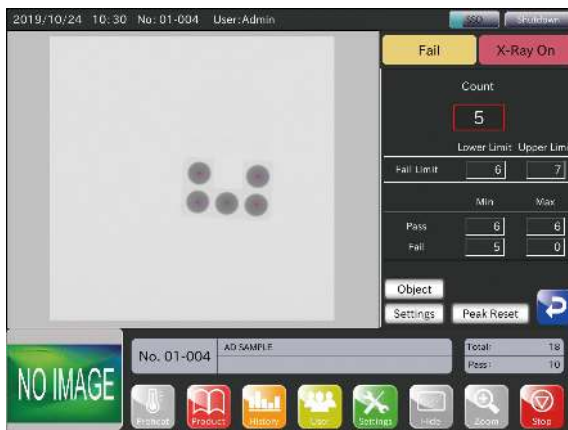 2019/10/24 10:30 No: 01-004 User:Admin SSD Shutdown
Fail X-Ray On
Count
5
Lower Limit Upper Limi
Fail Limit 6 7
Min Max
Pass 6 6
Fail 5 0
Object
Settings Peak Reset
NO IMAGE
No. 01-004 AD SAMPLE
Total: 18
Pass: 10
Preheat Product History User Settings Hide Zoom Stop